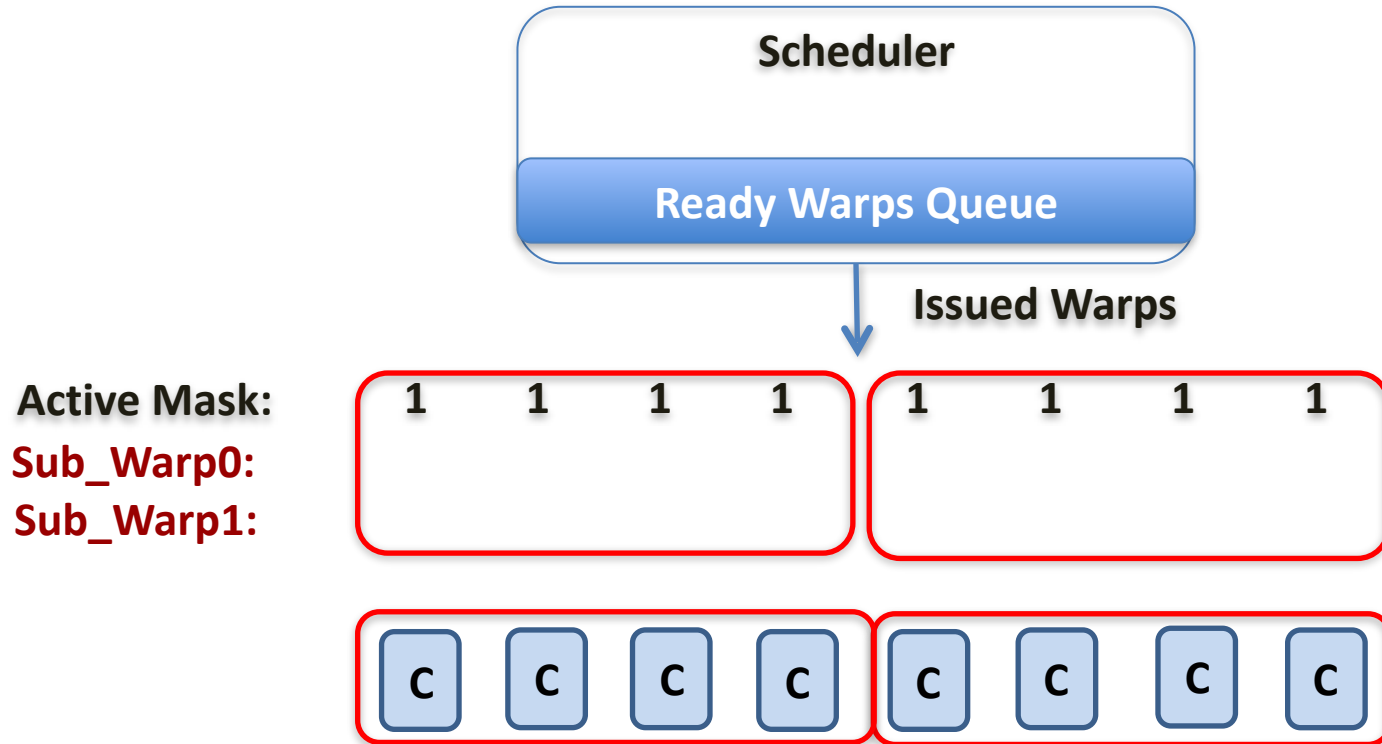 Scheduler
Ready Warps Queue
Issued Warps
Active Mask: 1 1 1 1 1 1 1 1
Sub_Warp0:
Sub_Warp1:
C C C C C C C C